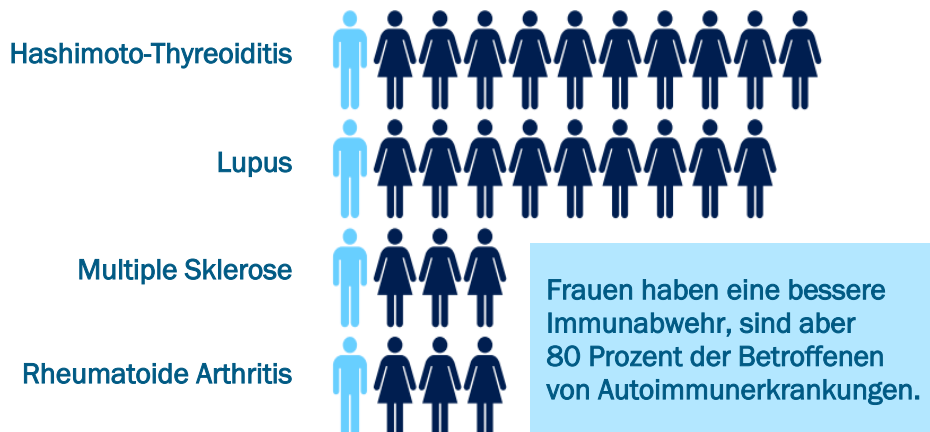 Hashimoto-Thyreoiditis
Lupus
Multiple Sklerose
Rheumatoide Arthritis
Frauen haben eine bessere
Immunabwehr, sind aber
80 Prozent der Betroffenen
von Autoimmunerkrankungen.